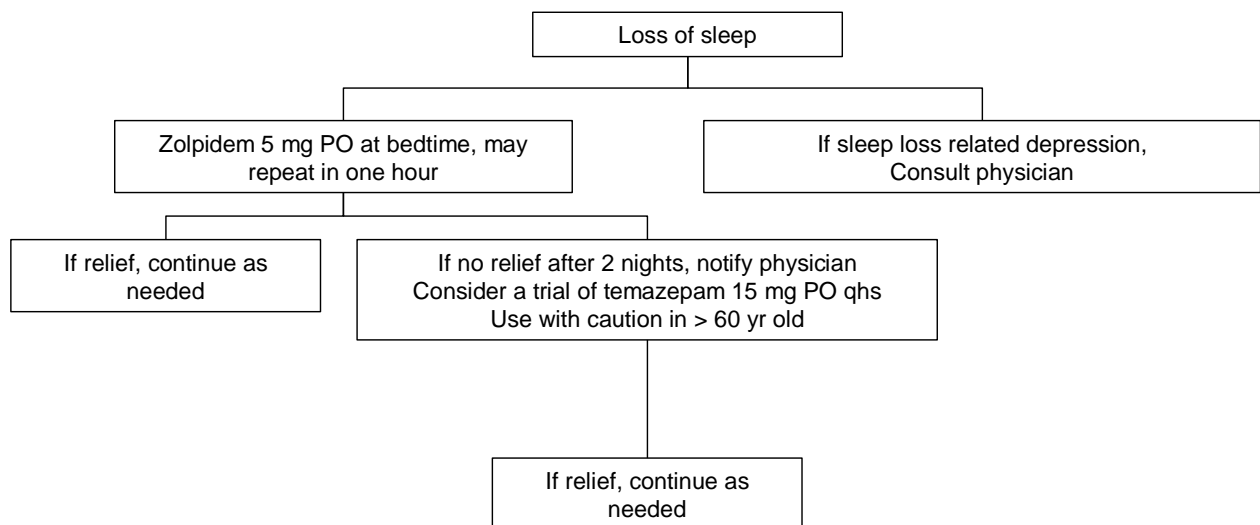 Loss of sleep
Zolpidem 5 mg PO at bedtime, may
repeat in one hour
If sleep loss related depression,
Consult physician
If relief, continue as
needed
If no relief after 2 nights, notify physician
Consider a trial of temazepam 15 mg PO qhs
Use with caution in > 60 yr old
If relief, continue as
needed